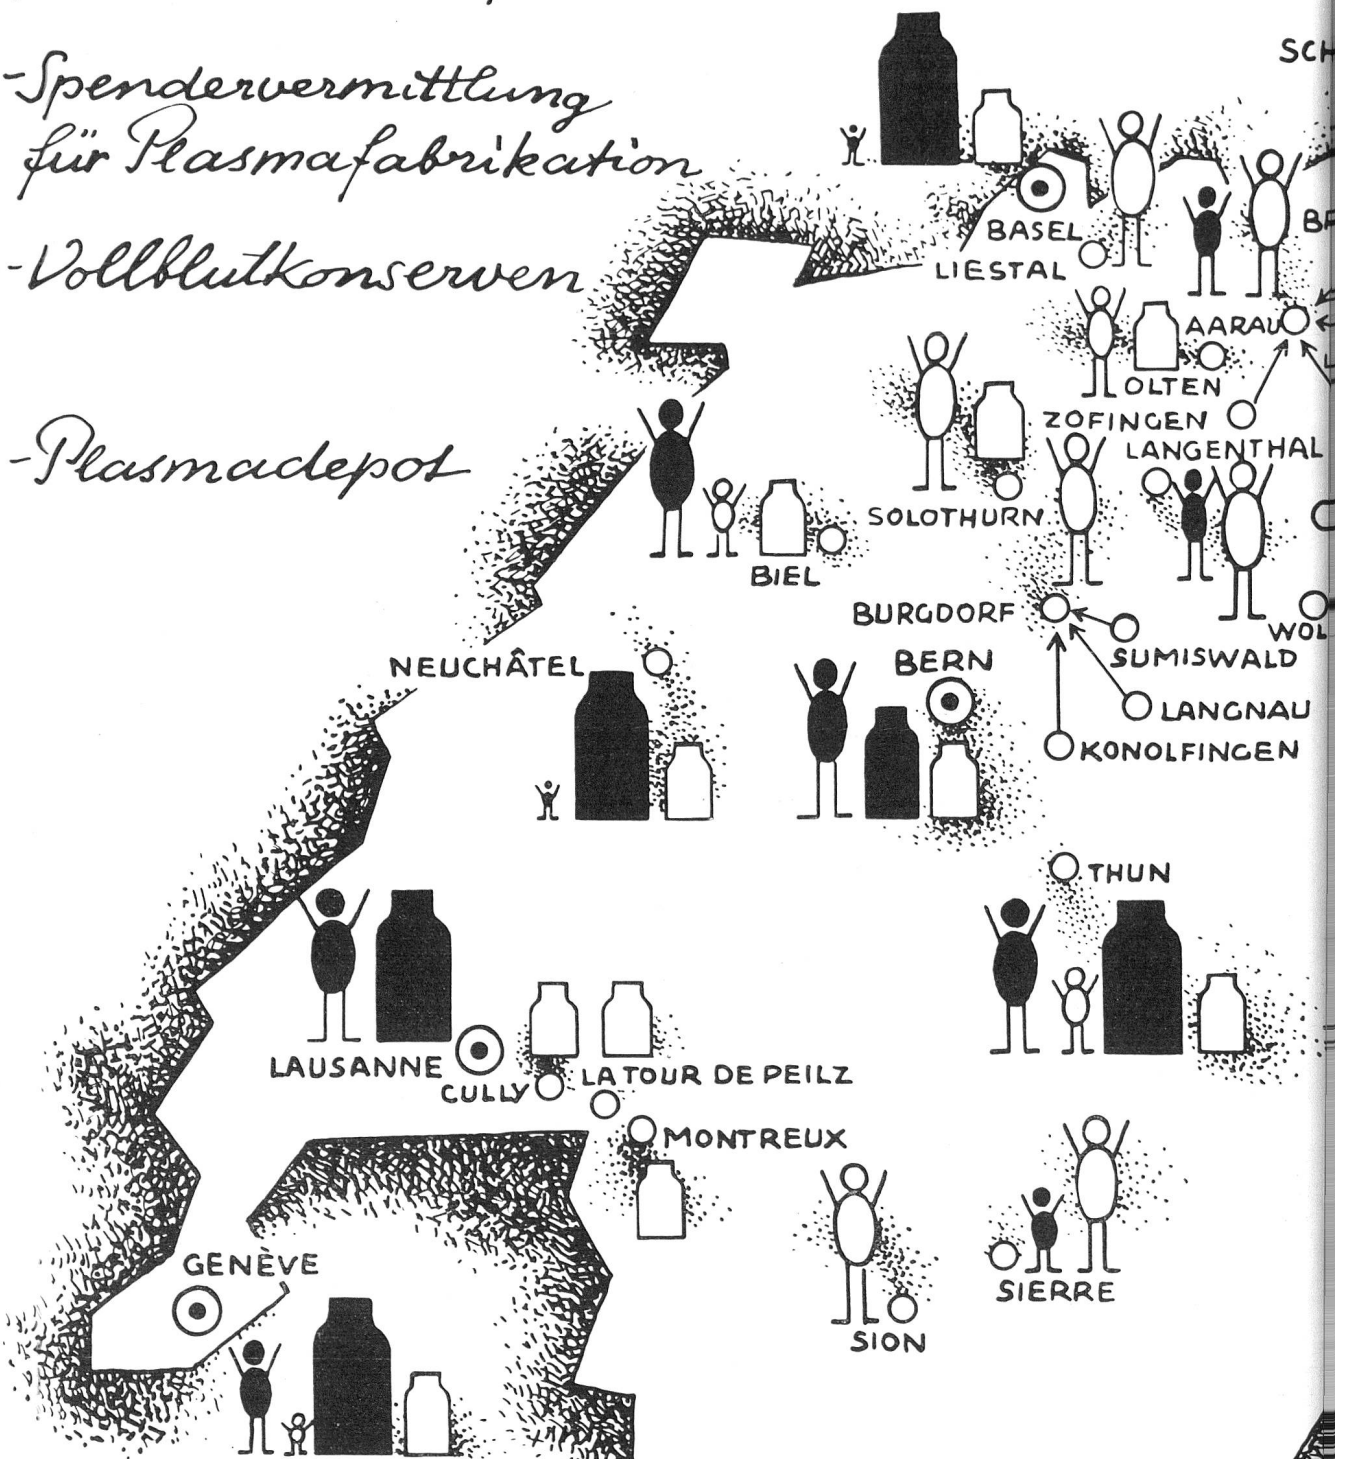 -Spendervermittlung
für Plasmafabrikation
-Vollblutkonserven
-Plasmadepot
SCH
BASEL
LIESTAL
AARAU
OLTEN
ZOFINGEN
LANGENTHAL
SOLOTHURN
BIEL
BURGDORF
WOL
SUMISWALD
NEUCHÂTEL
BERN
LANGNAU
KONOLFINGEN
THUN
LAUSANNE
CULLY
LA TOUR DE PEILZ
MONTREUX
GENÈVE
SIERRE
SION